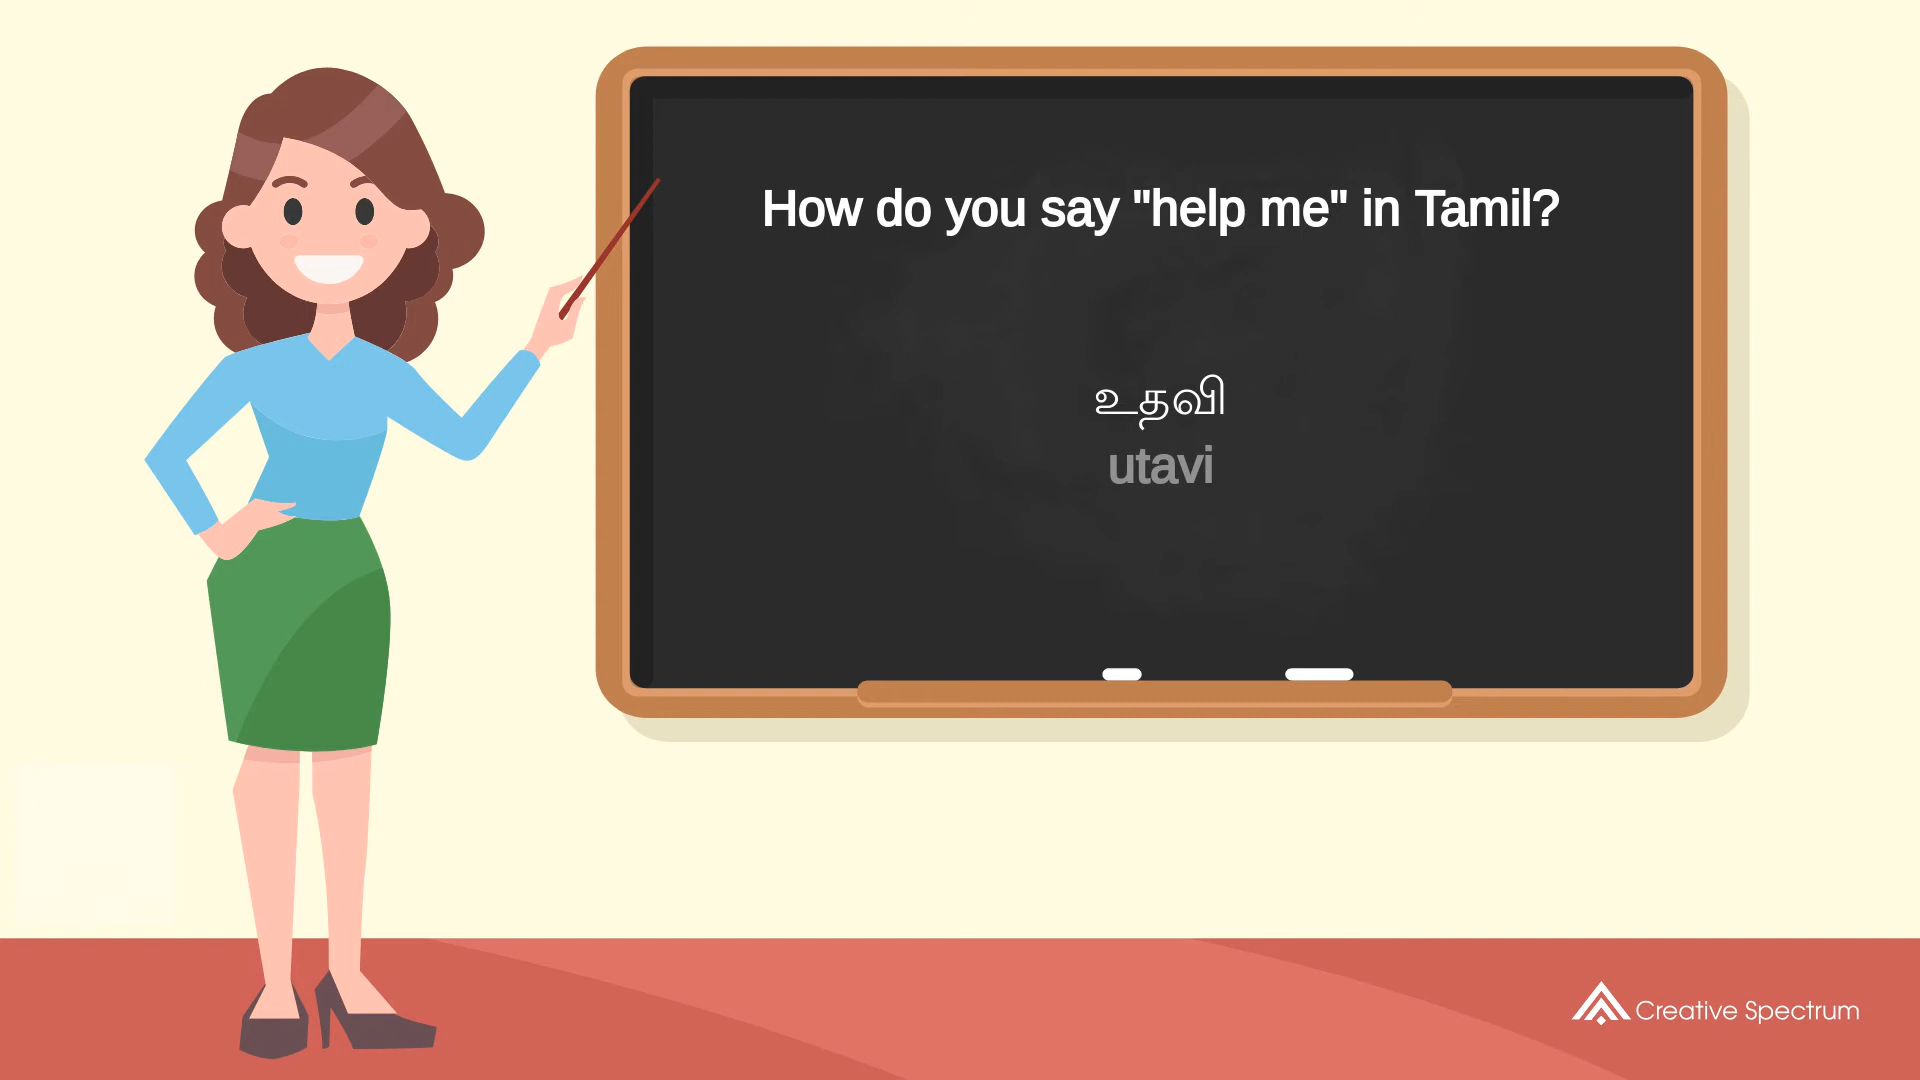 How do you say "help me" in Tamil?
உதவி
utavi
Creative Spectrum